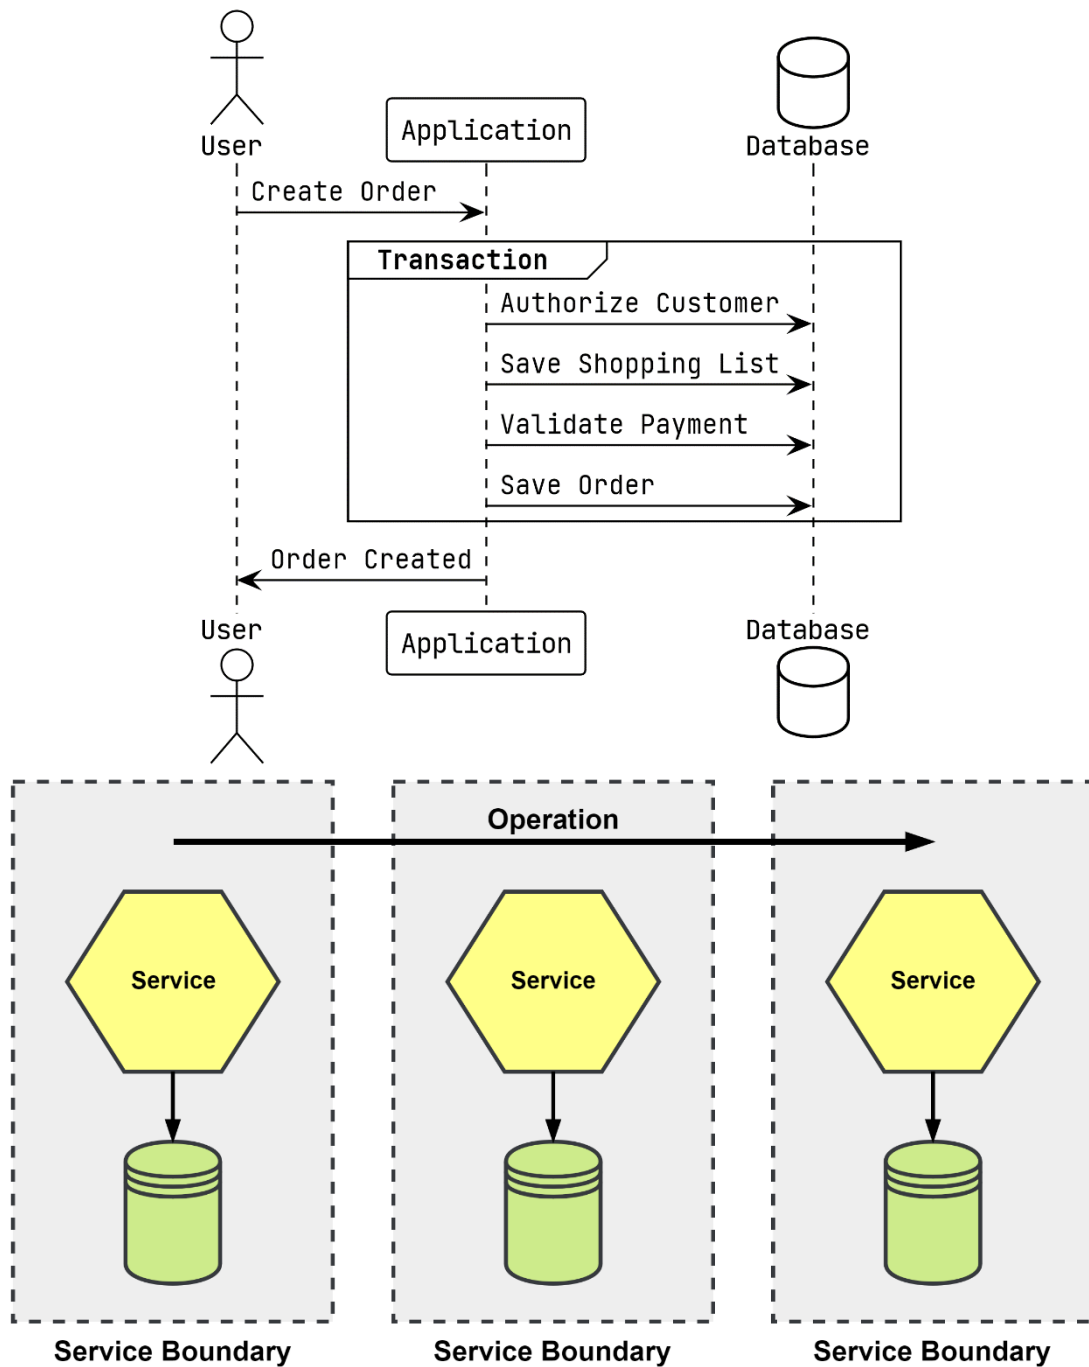 User
Application
Database
Create Order
Transaction
Authorize Customer
Save Shopping List
Validate Payment
Save Order
Order Created
User
Application
Database
Operation
Service
Service
Service
Service Boundary
Service Boundary
Service Boundary